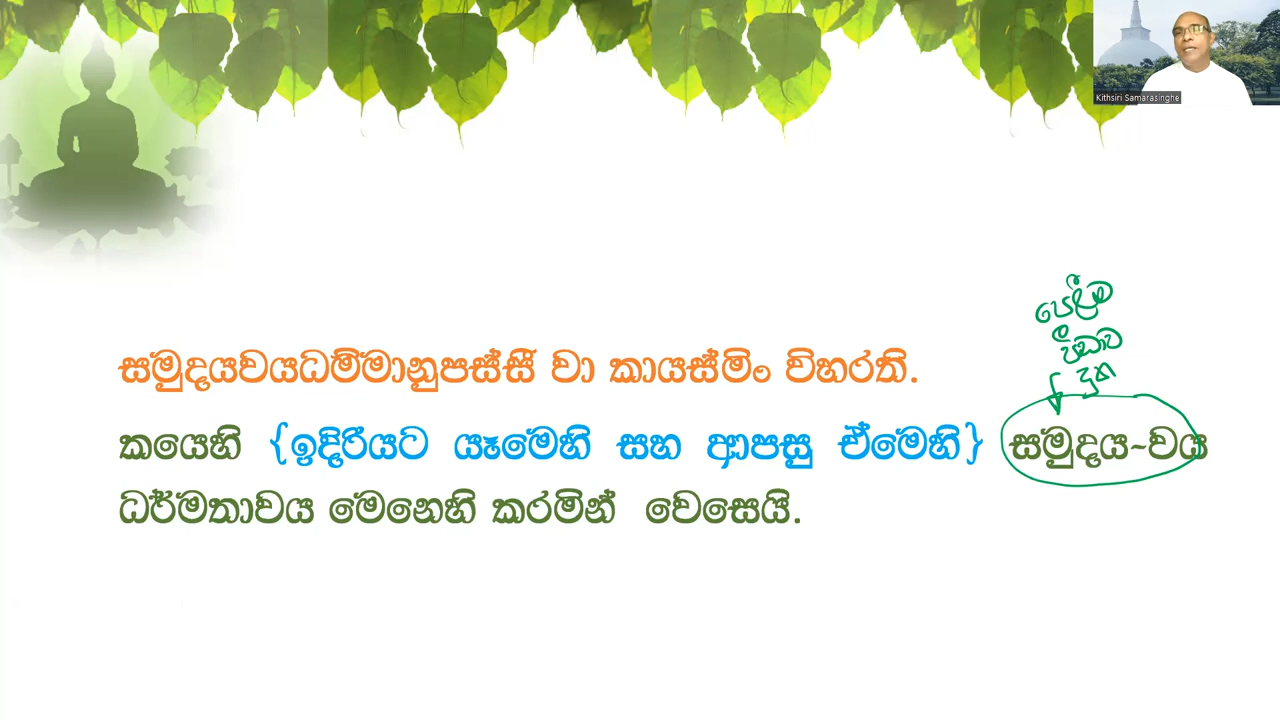 Kithsiri Samarasinghe
පෙළීම
පීඩාව
දුක
සමුදයවයධම්මානුපස්සී වා කායස්මිං විහරති.
කයෙහි {ඉදිරියට යෑමෙහි සහ ආපසු ඒමෙහි} සමුදය~වය
ධර්මතාවය මෙනෙහි කරමින් වෙසෙයි.